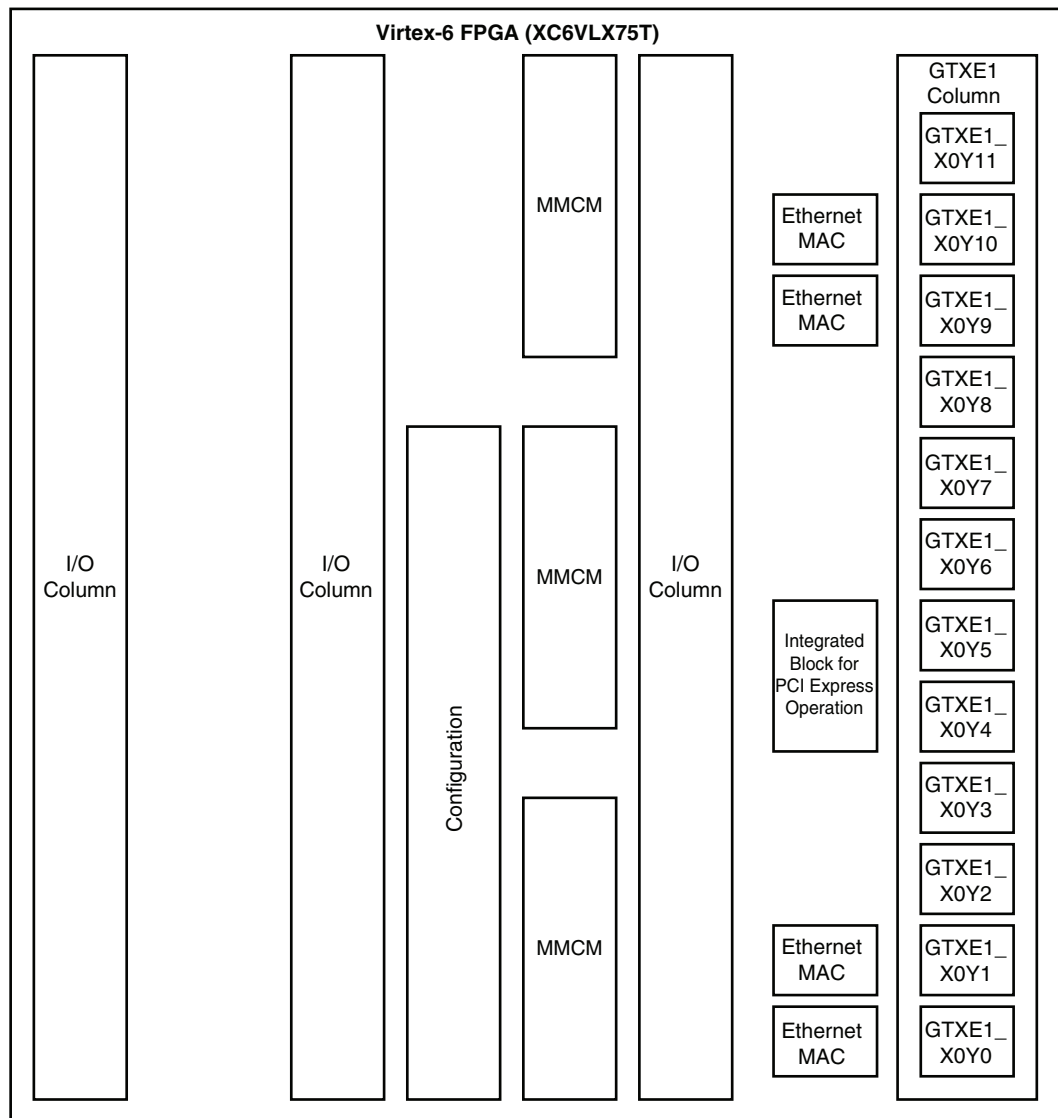 Virtex-6 FPGA (XC6VLX75T)
I/O
Column
I/O
Column
Configuration
MMCM
MMCM
MMCM
I/O
Column
Ethernet
MAC
Ethernet
MAC
Integrated
Block for
PCI Express
Operation
Ethernet
MAC
Ethernet
MAC
GTXE1
Column
GTXE1_
X0Y11
GTXE1_
X0Y10
GTXE1_
X0Y9
GTXE1_
X0Y8
GTXE1_
X0Y7
GTXE1_
X0Y6
GTXE1_
X0Y5
GTXE1_
X0Y4
GTXE1_
X0Y3
GTXE1_
X0Y2
GTXE1_
X0Y1
GTXE1_
X0Y0